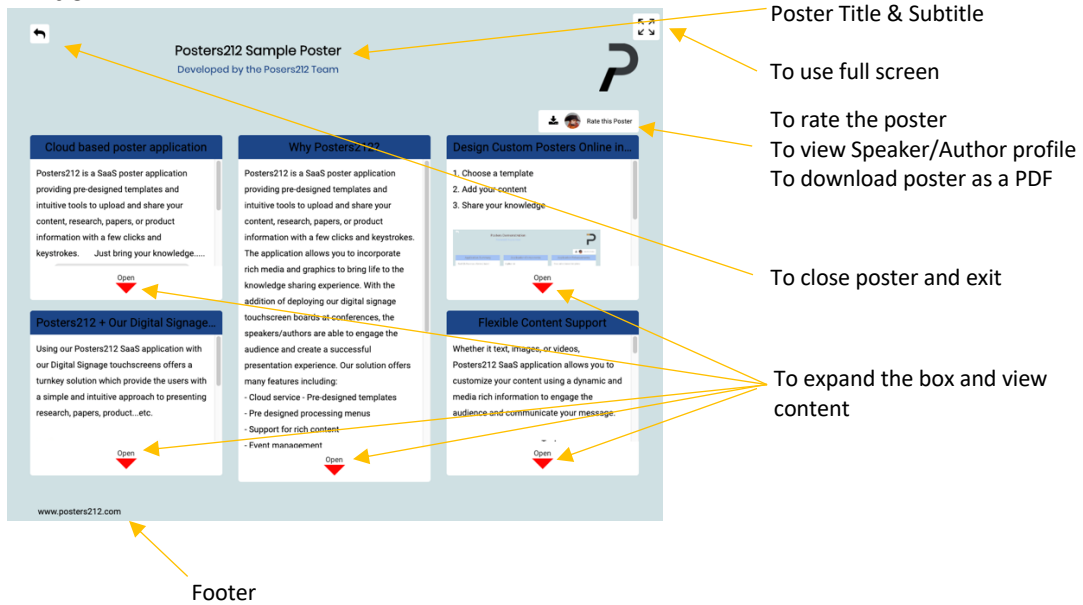 Poster Title & Subtitle
Posters212 Sample Poster
Developed by the Posers212 Team
To use full screen
Rate this Poster
To rate the poster
To view Speaker/Author profile
To download poster as a PDF
Cloud based poster application
Posters212 is a SaaS poster application
providing pre-designed templates and
intuitive tools to upload and share your
content, research, papers, or product
information with a few clicks and
keystrokes. Just bring your knowledge.....
Open
Why Posters212?
Posters212 is a SaaS poster application
providing pre-designed templates and
intuitive tools to upload and share your
content, research, papers, or product
information with a few clicks and keystrokes.
The application allows you to incorporate
rich media and graphics to bring life to the
knowledge sharing experience. With the
addition of deploying our digital signage
touchscreen boards at conferences, the
speakers/authors are able to engage the
audience and create a successful
presentation experience. Our solution offers
many features including:
- Cloud service - Pre-designed templates
- Pre designed processing menus
- Support for rich content
- Event management
Open
Design Custom Posters Online in...
1. Choose a template
2. Add your content
3. Share your knowledge
Open
To close poster and exit
Posters212 + Our Digital Signage...
Using our Posters212 SaaS application with
our Digital Signage touchscreens offers a
turnkey solution which provide the users with
a simple and intuitive approach to presenting
research, papers, product...etc.
Open
Flexible Content Support
Whether it text, images, or videos,
Posters212 SaaS application allows you to
customize your content using a dynamic and
media rich information to engage the
audience and communicate your message.
Open
To expand the box and view
content
www.posters212.com
Footer